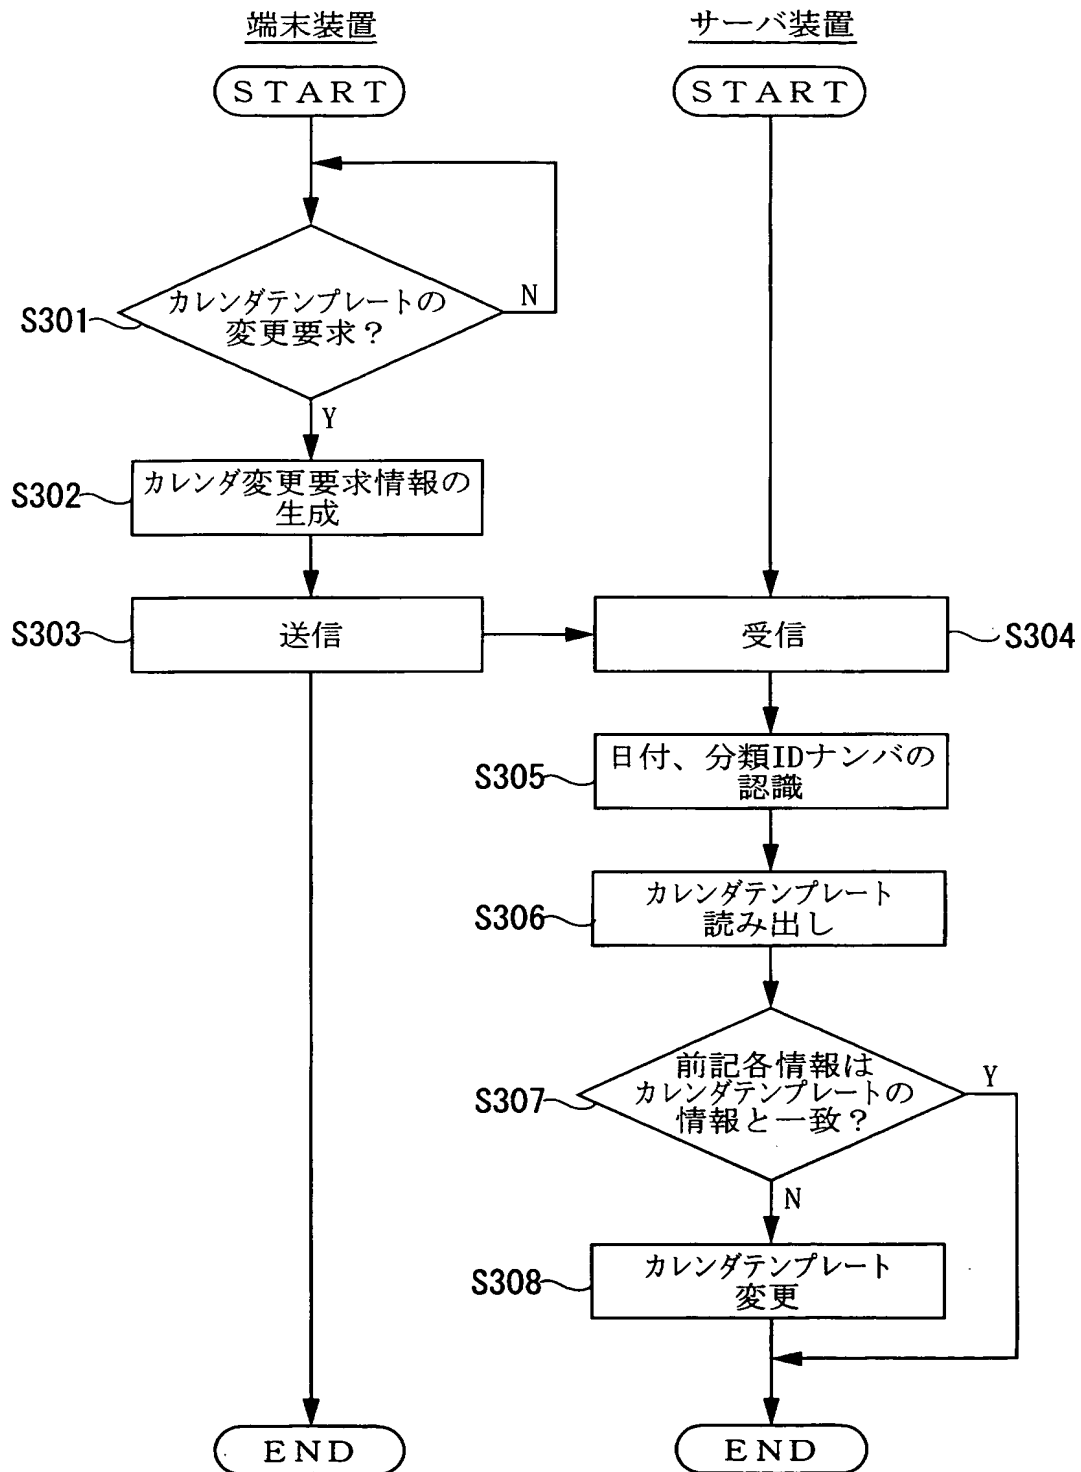 端末装置
サーバ装置
START
START
S301
カレンダテンプレートの
変更要求？
N
Y
S302
カレンダ変更要求情報の
生成
S303
送信
受信
S304
S305
日付、分類IDナンバの
認識
S306
カレンダテンプレート
読み出し
S307
前記各情報は
カレンダテンプレートの
情報と一致？
Y
N
S308
カレンダテンプレート
変更
END
END